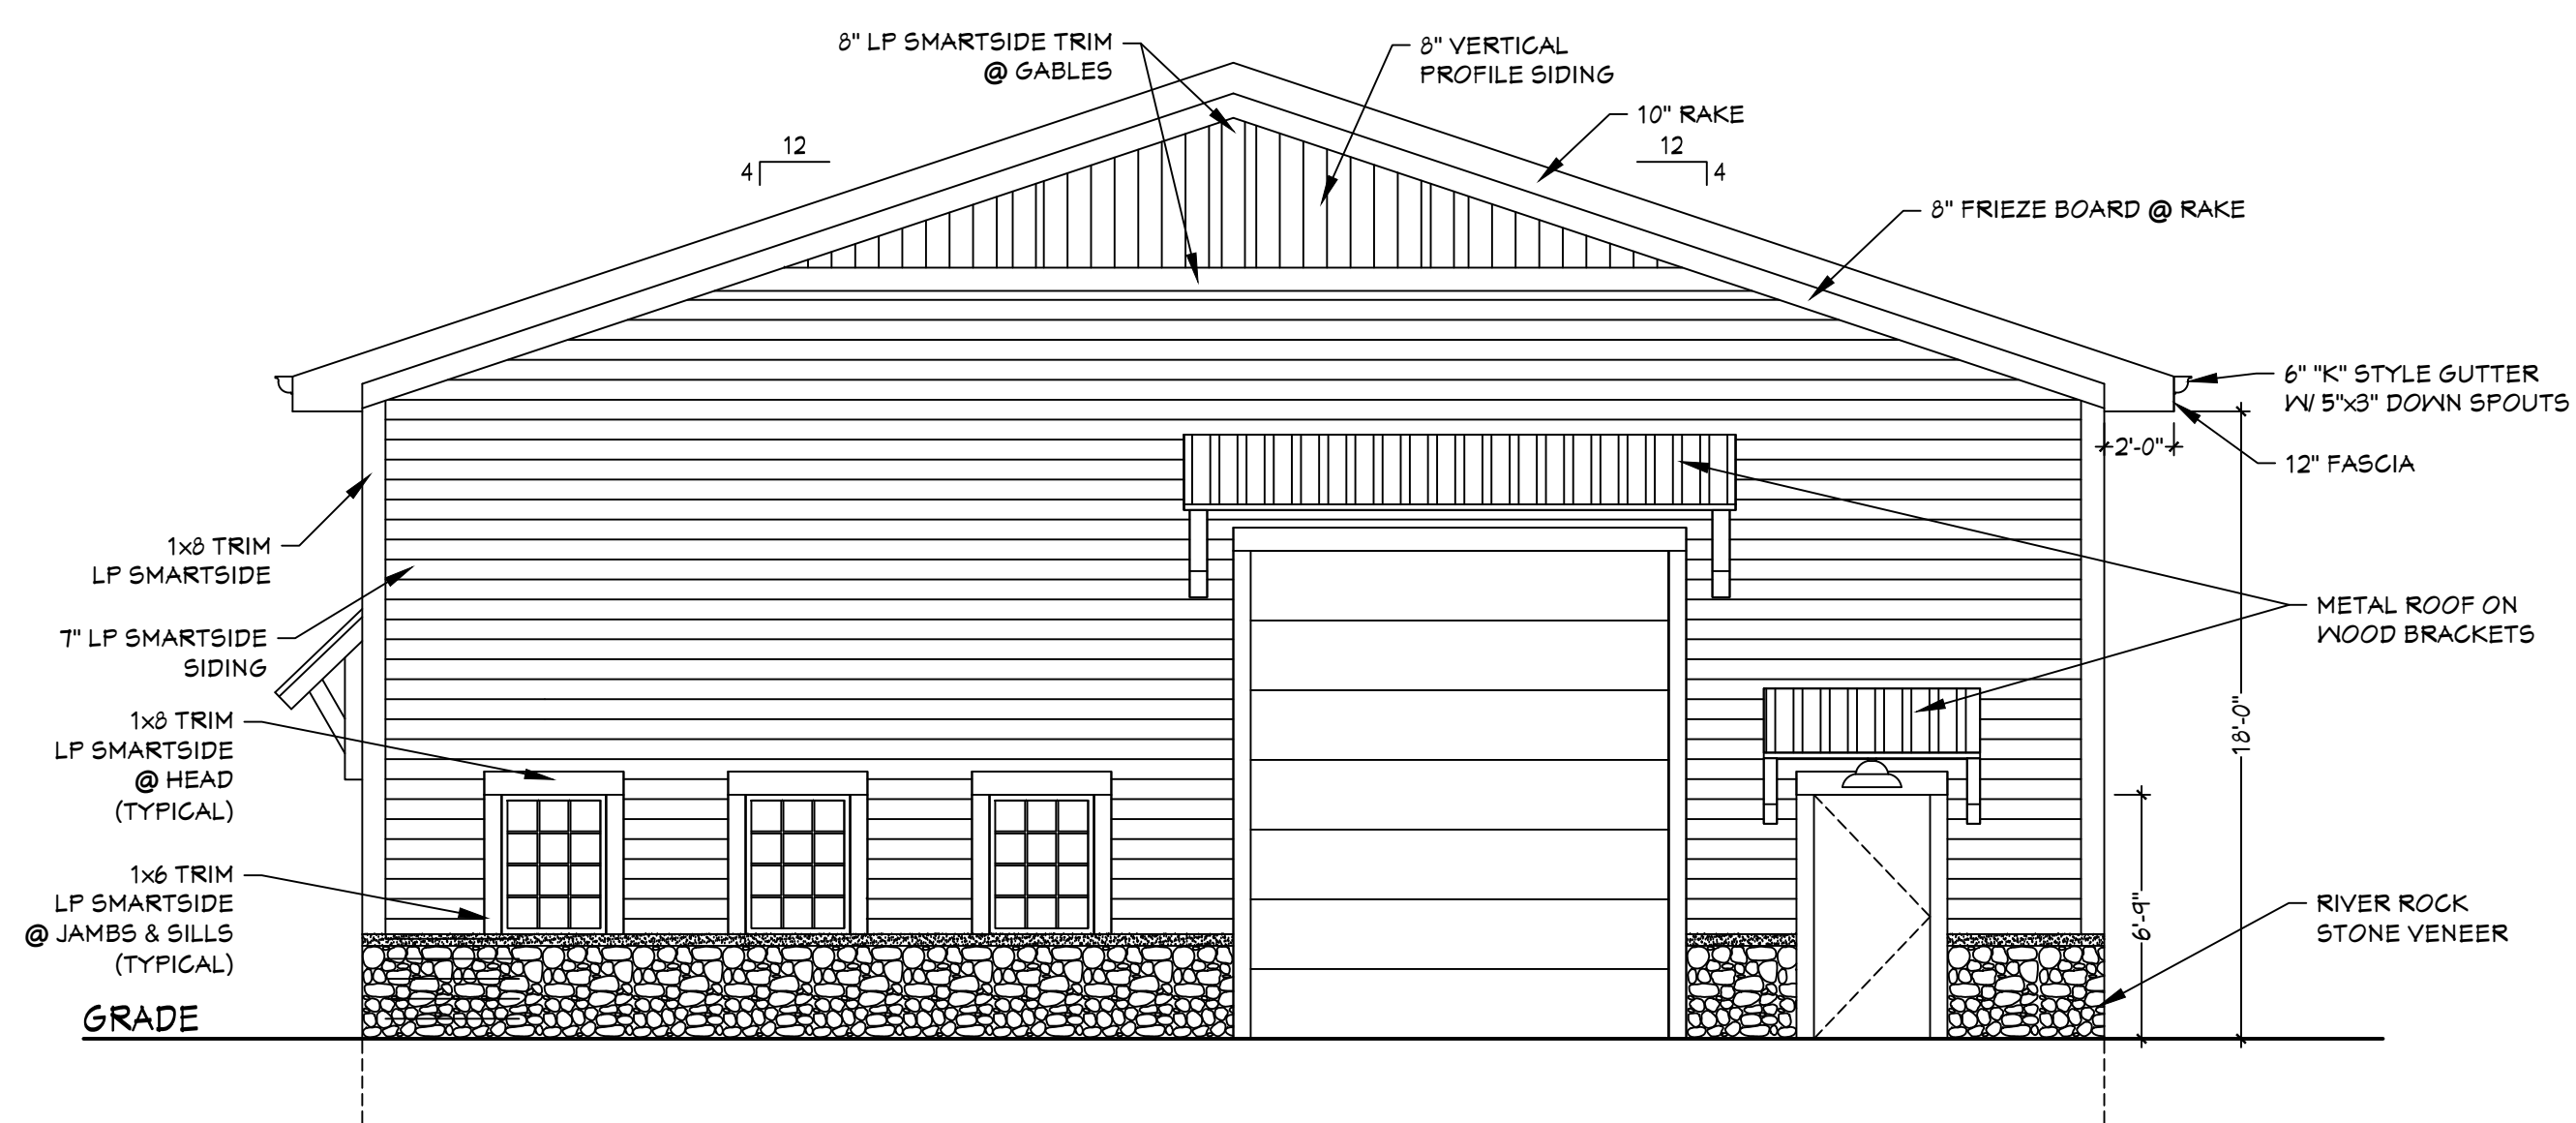 8" LP SMARTSIDE TRIM
@ GABLES
8" VERTICAL
PROFILE SIDING
10" RAKE
12
4
12
4
8" FRIEZE BOARD @ RAKE
6" "K" STYLE GUTTER
W/ 5"x3" DOWN SPOUTS
2'-0"
12" FASCIA
1x8 TRIM
LP SMARTSIDE
7" LP SMARTSIDE
SIDING
METAL ROOF ON
WOOD BRACKETS
1x8 TRIM
LP SMARTSIDE
@ HEAD
(TYPICAL)
18'-0"
1x6 TRIM
LP SMARTSIDE
@ JAMBS & SILLS
(TYPICAL)
6'-9"
RIVER ROCK
STONE VENEER
GRADE